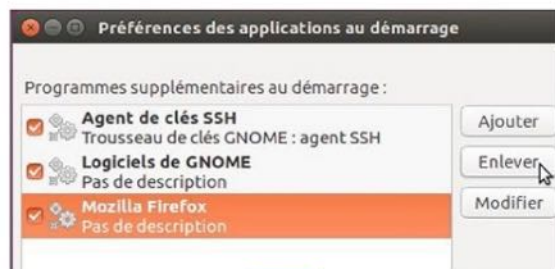 Préférences des applications au démarrage
Programmes supplémentaires au démarrage :
Agent de clés SSH
Trousseau de clés GNOME : agent SSH
Logiciels de GNOME
Pas de description
Mozilla Firefox
Pas de description
Ajouter
Enlever
Modifier